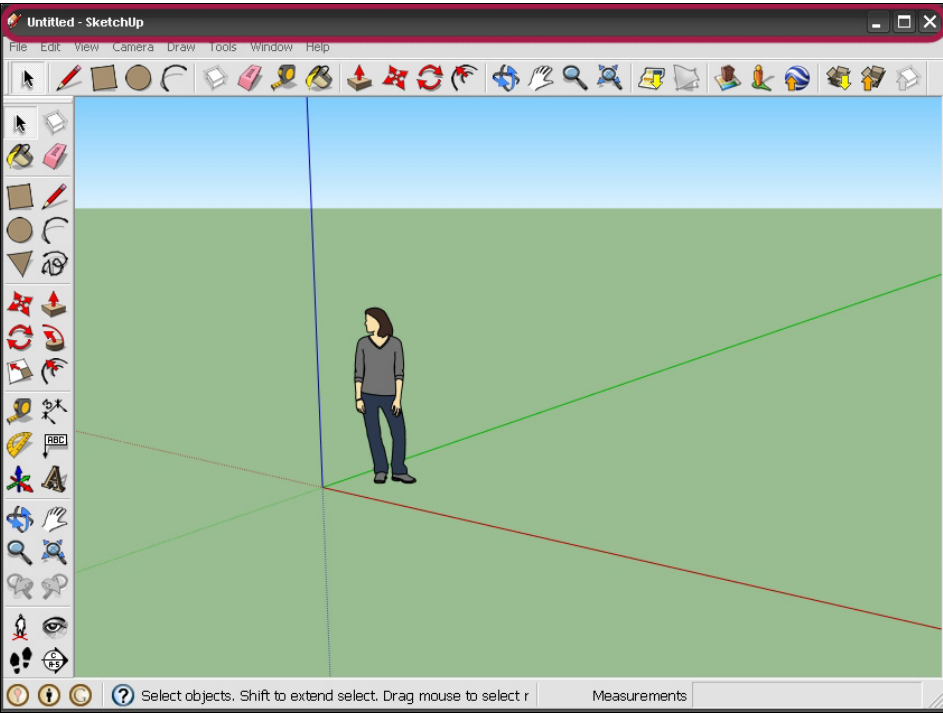 Untitled - SketchUp
File Edit View Camera Draw Tools Window Help
ABC
A
C
A-5
G
? Select objects. Shift to extend select. Drag mouse to select r Measurements